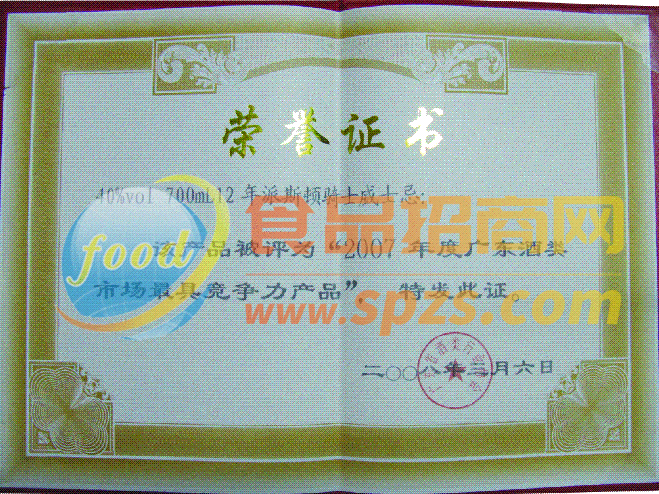 荣誉证书
40%vol 700mL12年派斯顿骑士威士忌:
food
食品招商网
该产品被评为“2007年度广东酒类
市场最具竞争力产品”, 特发此证。
www.spzs.com
二〇〇八年三月六日